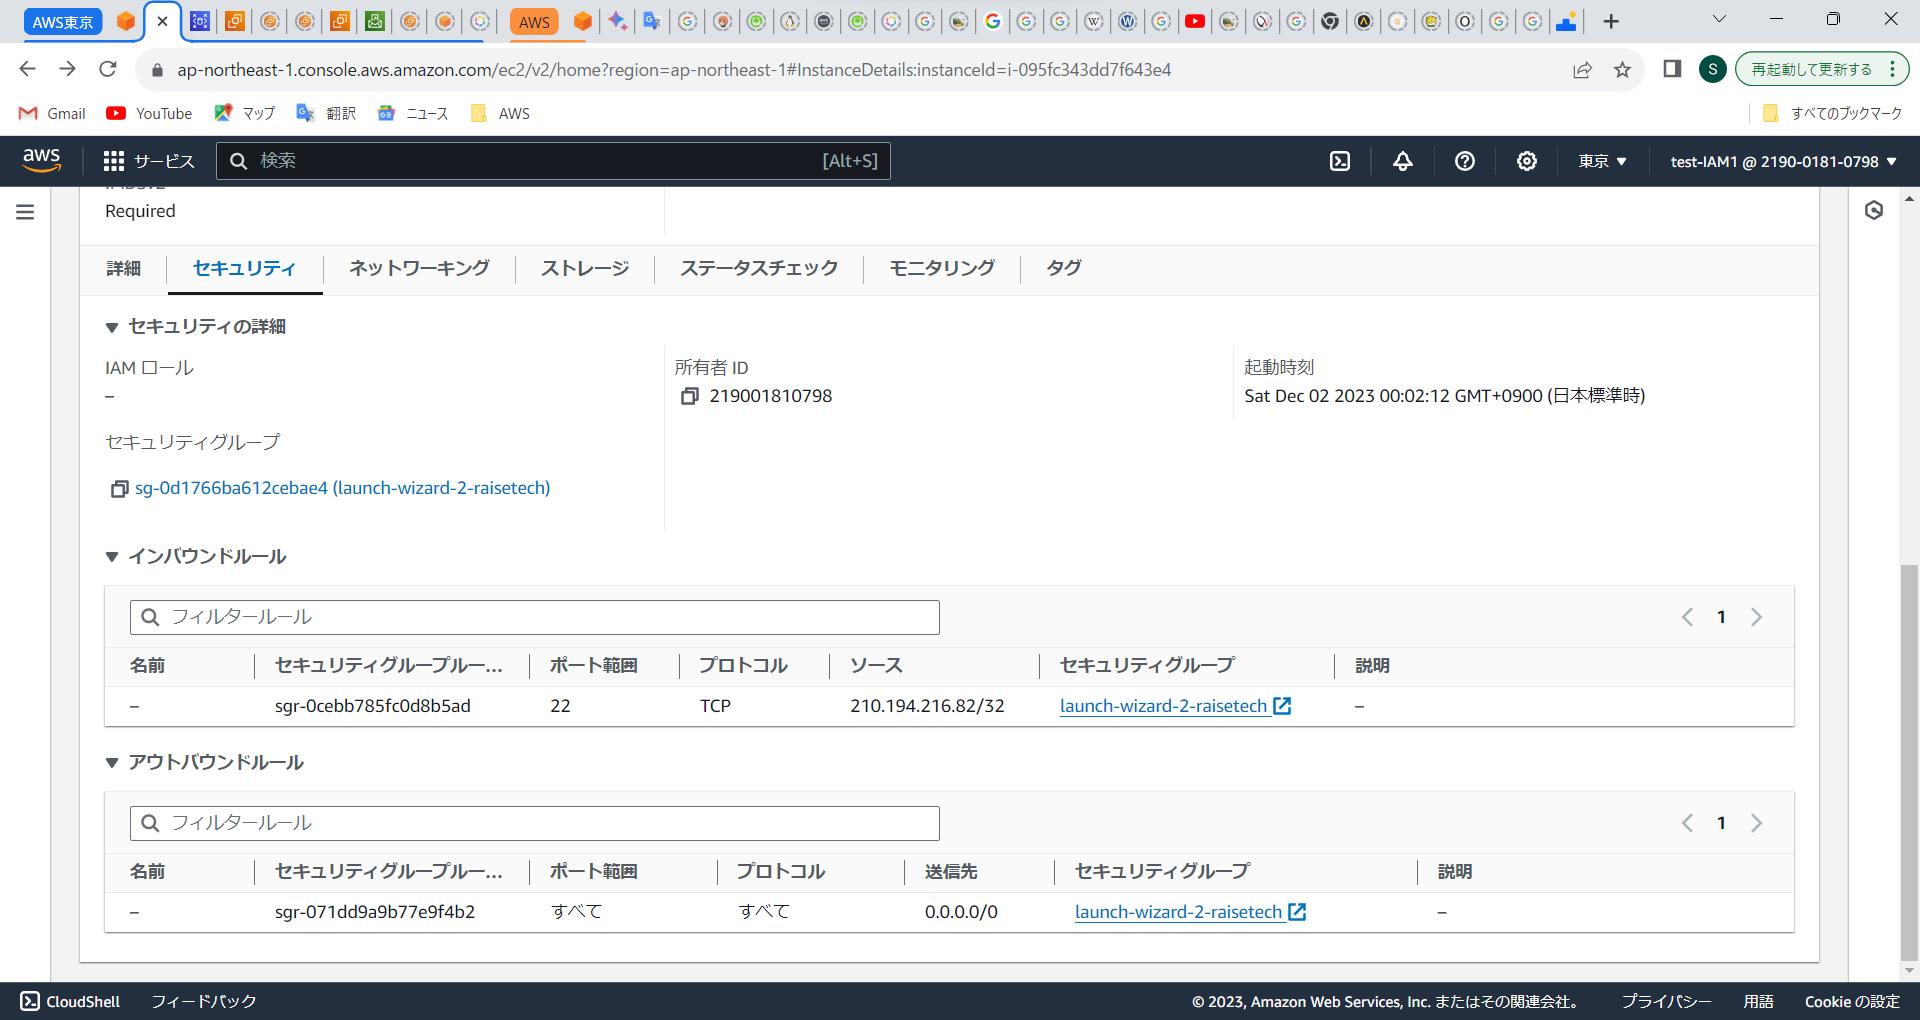 AWS東京
AWS
ap-northeast-1.console.aws.amazon.com/ec2/v2/home?region=ap-northeast-1#InstanceDetails:instanceId=i-095fc343dd7f643e4
S
再起動して更新する
Gmail YouTube マップ 翻訳 ニュース AWS すべてのブックマーク
aws サービス 検索 [Alt+S] 東京 test-IAM1 @ 2190-0181-0798
Required
詳細 セキュリティ ネットワーキング ストレージ ステータスチェック モニタリング タグ
セキュリティの詳細
IAM ロール 所有者 ID 起動時刻
– 219001810798 Sat Dec 02 2023 00:02:12 GMT+0900 (日本標準時)
セキュリティグループ
sg-0d1766ba612cebae4 (launch-wizard-2-raisetech)
インバウンドルール
フィルタールール 1
名前 セキュリティグループルー... ポート範囲 プロトコル ソース セキュリティグループ 説明
– sgr-0cebb785fc0d8b5ad 22 TCP 210.194.216.82/32 launch-wizard-2-raisetech –
アウトバウンドルール
フィルタールール 1
名前 セキュリティグループルー... ポート範囲 プロトコル 送信先 セキュリティグループ 説明
– sgr-071dd9a9b77e9f4b2 すべて すべて 0.0.0.0/0 launch-wizard-2-raisetech –
CloudShell フィードバック © 2023, Amazon Web Services, Inc. またはその関連会社。 プライバシー 用語 Cookie の設定